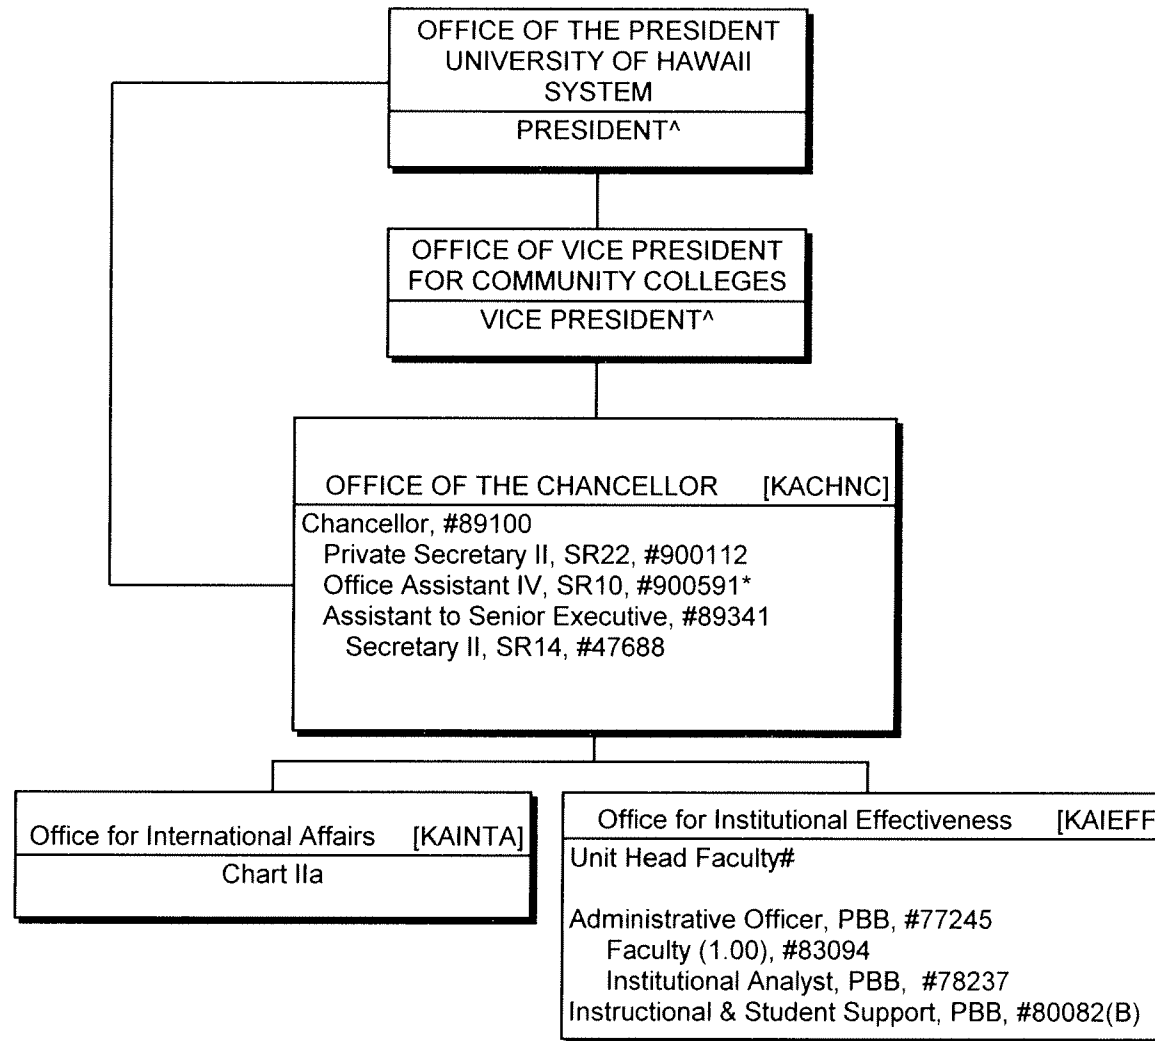 OFFICE OF THE PRESIDENT
UNIVERSITY OF HAWAII
SYSTEM
PRESIDENT^
OFFICE OF VICE PRESIDENT
FOR COMMUNITY COLLEGES
VICE PRESIDENT^
OFFICE OF THE CHANCELLOR [KACHNC]
Chancellor, #89100
Private Secretary II, SR22, #900112
Office Assistant IV, SR10, #900591*
Assistant to Senior Executive, #89341
Secretary II, SR14, #47688
Office for International Affairs [KAINTA]
Chart IIa
Office for Institutional Effectiveness [KAIEFF
Unit Head Faculty#
Administrative Officer, PBB, #77245
Faculty (1.00), #83094
Institutional Analyst, PBB, #78237
Instructional & Student Support, PBB, #80082(B)